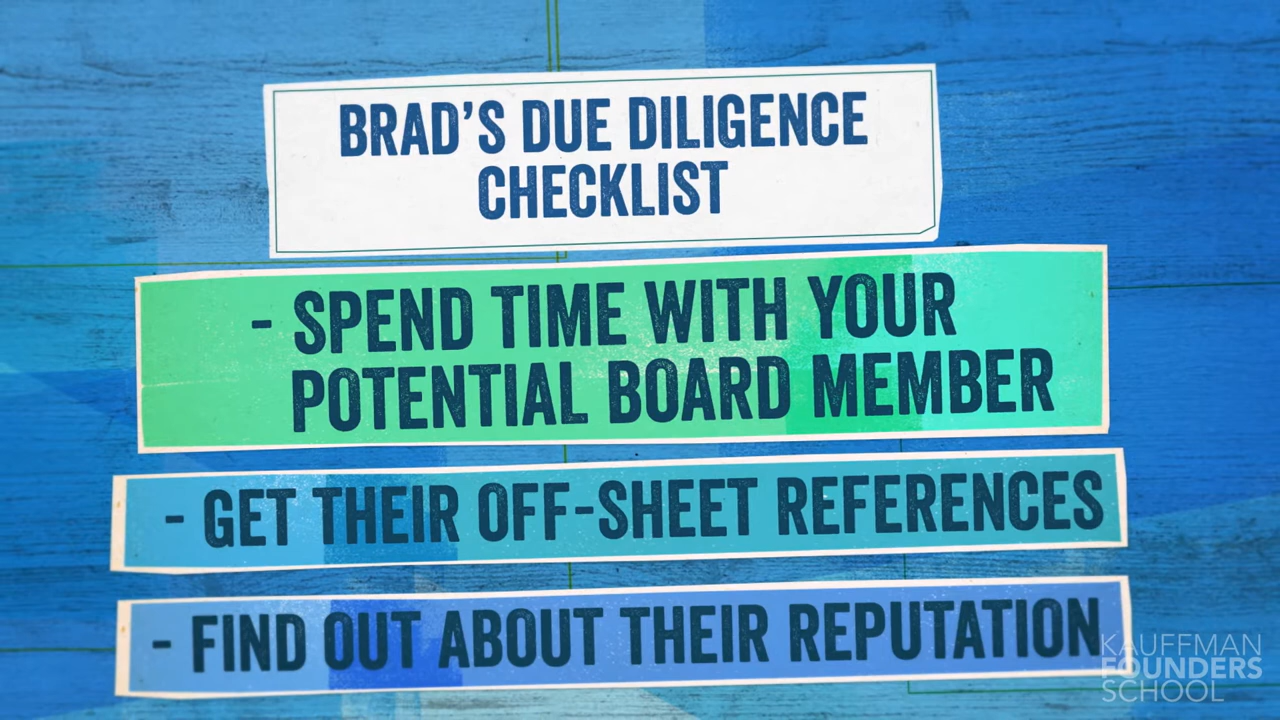 BRAD'S DUE DILIGENCE
CHECKLIST
- SPEND TIME WITH YOUR
POTENTIAL BOARD MEMBER
- GET THEIR OFF-SHEET REFERENCES
- FIND OUT ABOUT THEIR REPUTATION
KAUFFMAN
FOUNDERS
SCHOOL